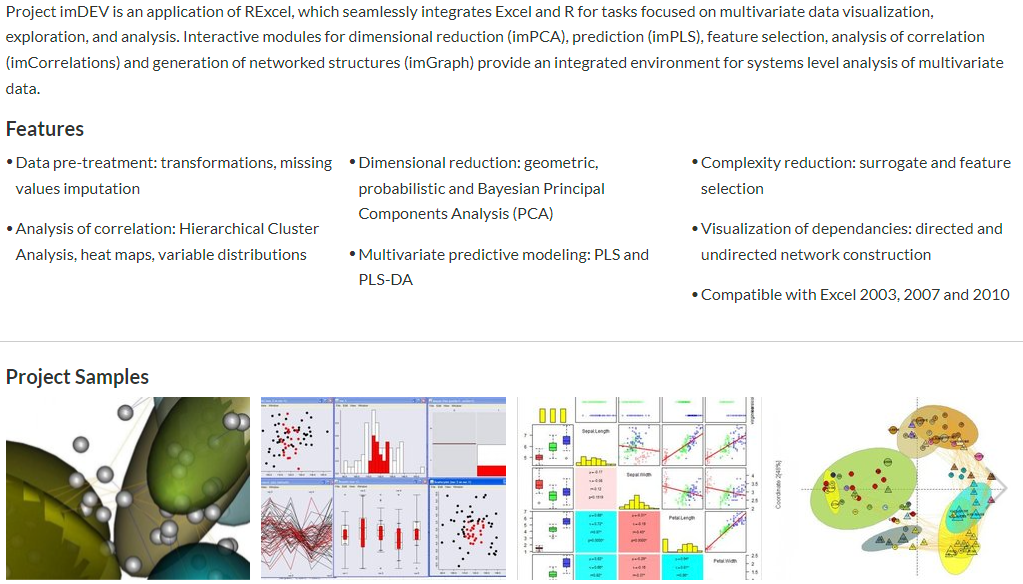 Project imDEV is an application of RExcel, which seamlessly integrates Excel and R for tasks focused on multivariate data visualization,
exploration, and analysis. Interactive modules for dimensional reduction (imPCA), prediction (imPLS), feature selection, analysis of correlation
(imCorrelations) and generation of networked structures (imGraph) provide an integrated environment for systems level analysis of multivariate
data.
Features
• Data pre-treatment: transformations, missing
values imputation
• Analysis of correlation: Hierarchical Cluster
Analysis, heat maps, variable distributions
• Dimensional reduction: geometric,
probabilistic and Bayesian Principal
Components Analysis (PCA)
• Multivariate predictive modeling: PLS and
PLS-DA
• Complexity reduction: surrogate and feature
selection
• Visualization of dependancies: directed and
undirected network construction
• Compatible with Excel 2003, 2007 and 2010
Project Samples
Sepal.Length
Sepal.Width
Petal.Length
Petal.Width